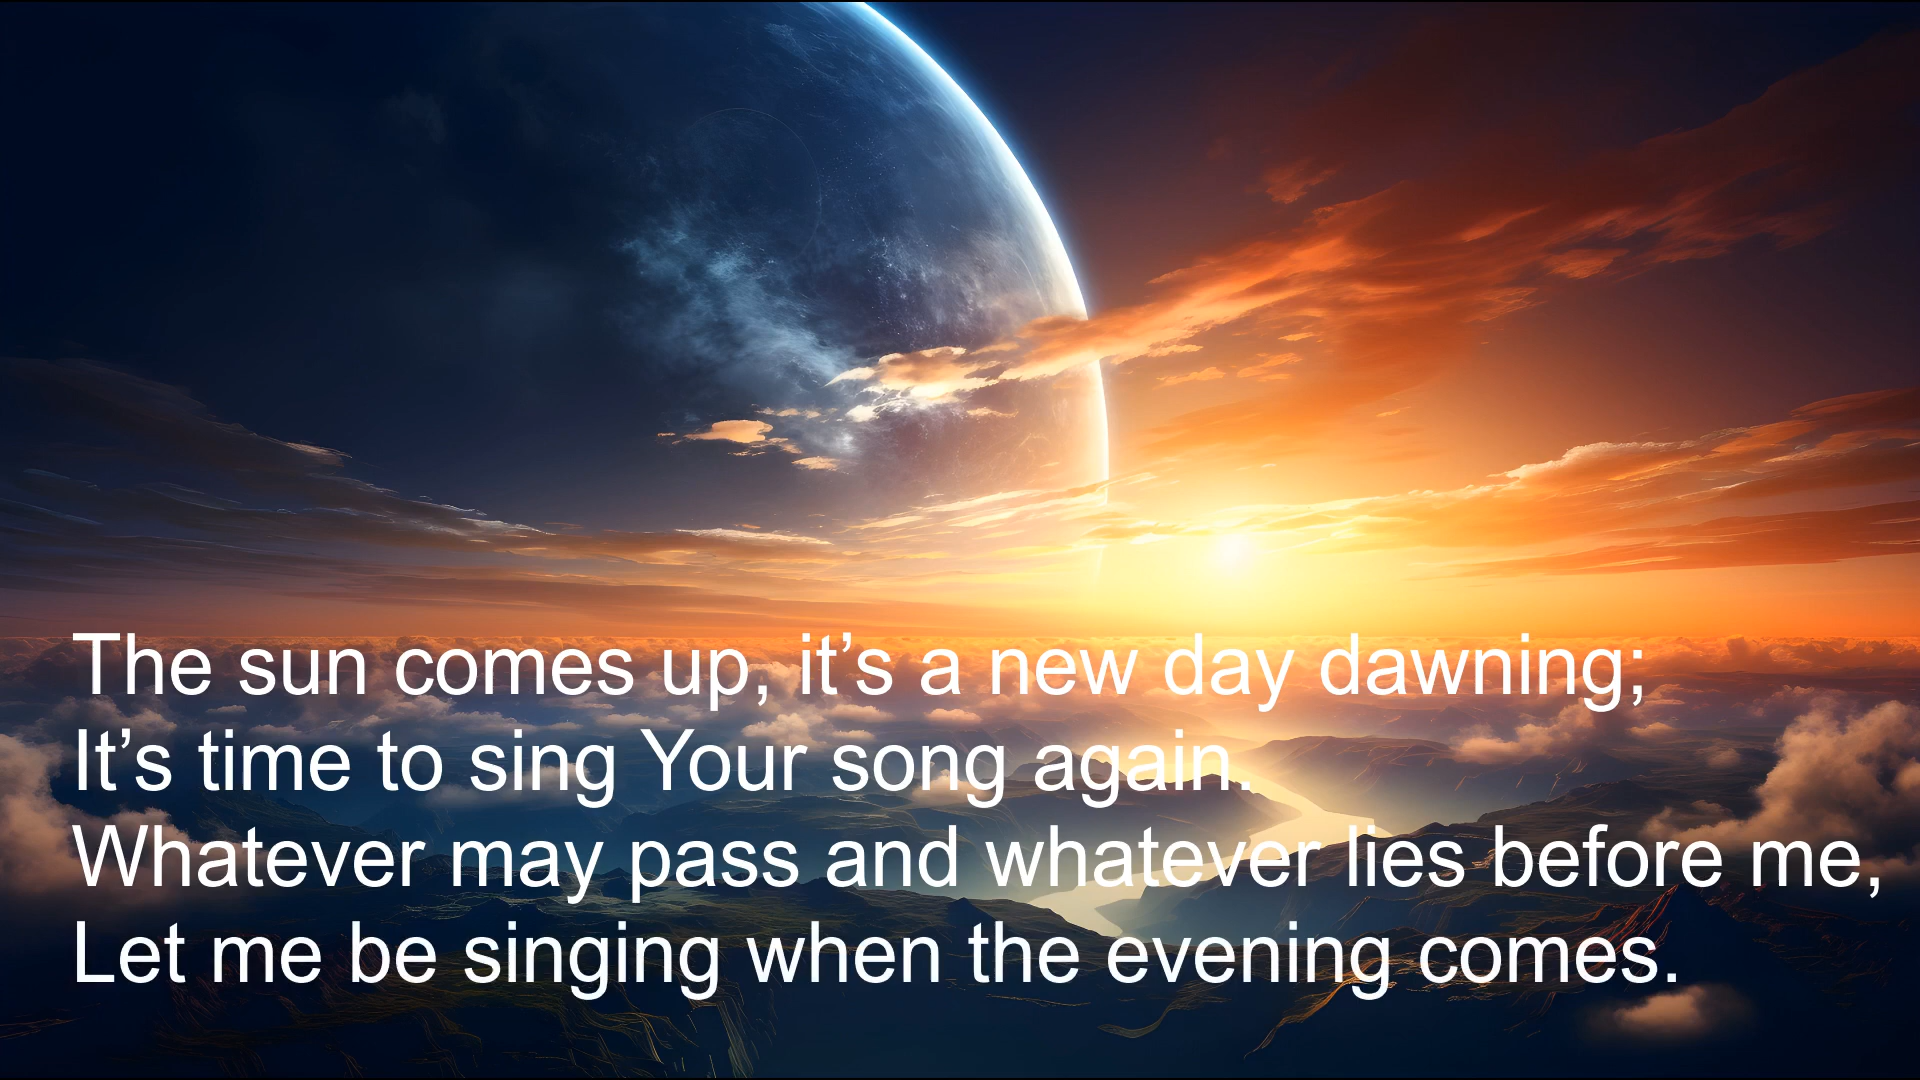 The sun comes up, it’s a new day dawning;
It’s time to sing Your song again.
Whatever may pass and whatever lies before me,
Let me be singing when the evening comes.